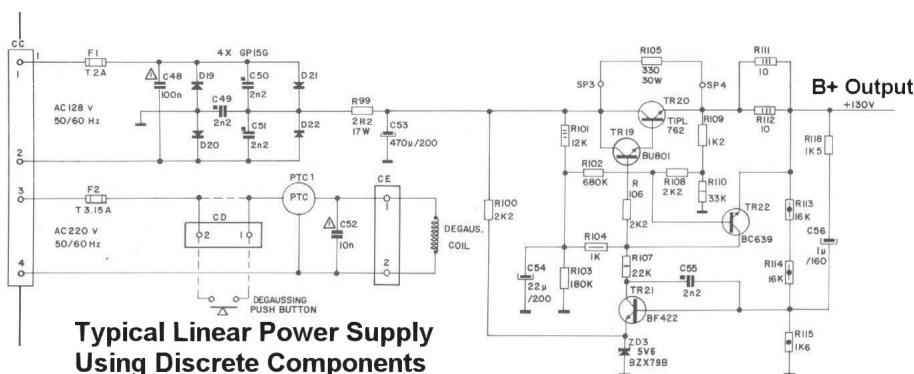 CC
1
1
F1
T.2A
4X GP15G
C48
100n
D19
C50
2n2
D21
C49
2n2
AC128 V
50/60 Hz
D20
C51
2n2
D22
R99
2R2
17W
C53
470µ/200
2
3
F2
T3.15A
PTC1
PTC
CE
1
C52
10n
AC220 V
50/60 Hz
CD
2
1
DEGAUS.
COIL
2
4
DEGAUSSING
PUSH BUTTON
Typical Linear Power Supply
Using Discrete Components
R105
330
30W
SP3
SP4
TR20
TIPL
762
TR19
BU801
R111
10
B+ Output
+130V
R112
10
R109
1K2
R118
1K5
R101
12K
R102
680K
R108
2K2
R110
33K
R
106
2K2
R100
2K2
TR22
BC639
R113
16K
C56
1µ
/160
R104
1K
R107
22K
C55
2n2
R114
16K
C54
22µ
/200
R103
180K
TR21
BF422
R115
1K6
ZD3
5V6
BZX79B